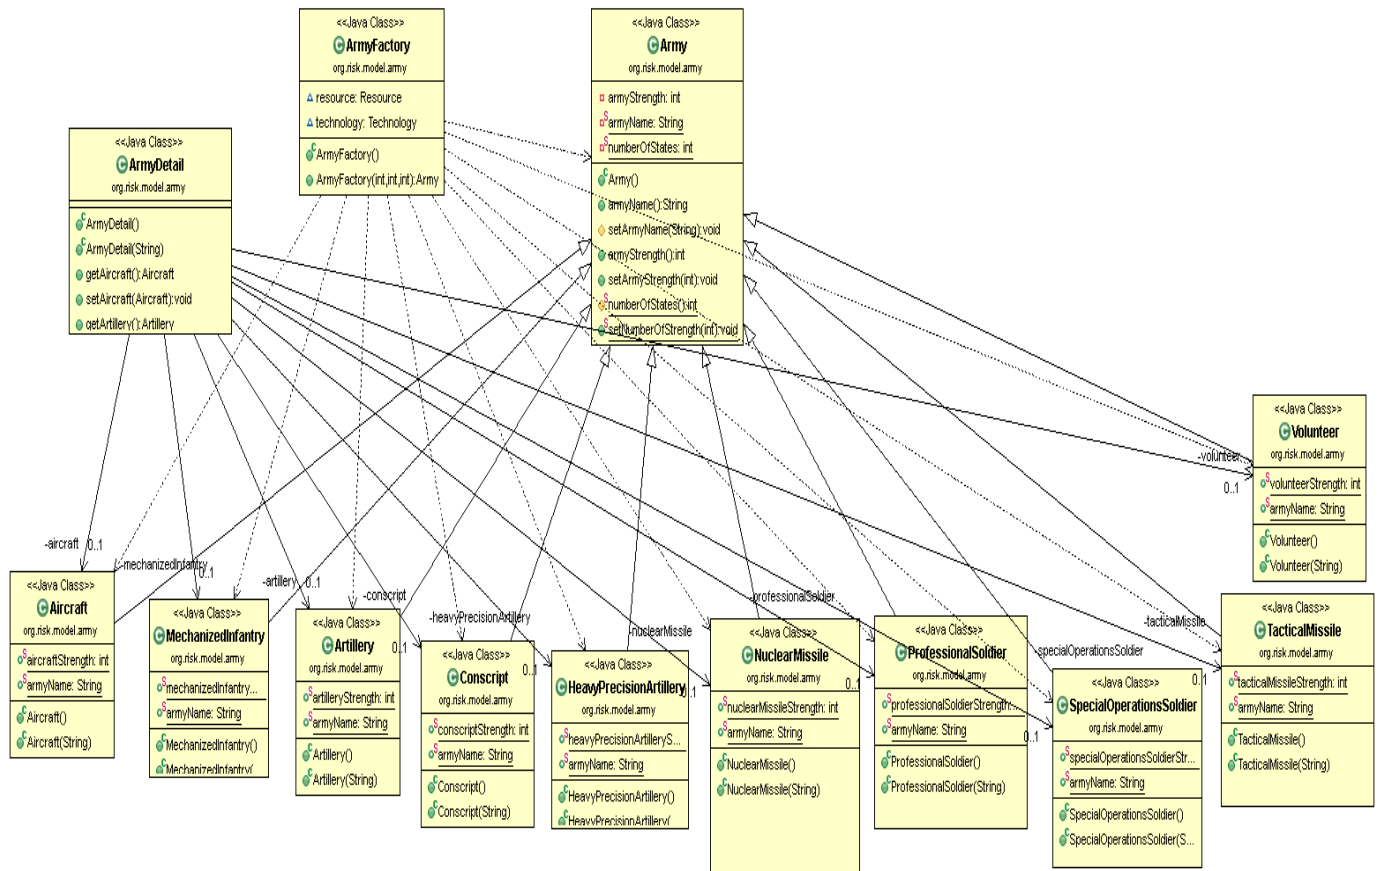 <<Java Class>>
ArmyFactory
org.risk.model.army
resource: Resource
technology: Technology
ArmyFactory()
ArmyFactory(int,int,int):Army
<<Java Class>>
Army
org.risk.model.army
armyStrength: int
armyName: String
numberOfStates: int
Army()
armyName():String
setArmyName(String):void
armyStrength():int
setArmyStrength(int):void
numberOfStates():int
setNumberOfStrength(int):void
<<Java Class>>
ArmyDetail
org.risk.model.army
ArmyDetail()
ArmyDetail(String)
getAircraft():Aircraft
setAircraft(Aircraft):void
getArtillery():Artillery
<<Java Class>>
Volunteer
org.risk.model.army
volunteerStrength: int
armyName: String
Volunteer()
Volunteer(String)
-volunteer
0..1
-aircraft
0..1
-mechanizedInfantry
0..1
-artillery
0..1
-conscript
0..1
-heavyPrecisionArtillery
0..1
-nuclearMissile
0..1
-professionalSoldier
0..1
-specialOperationsSoldier
0..1
-tacticalMissile
<<Java Class>>
Aircraft
org.risk.model.army
aircraftStrength: int
armyName: String
Aircraft()
Aircraft(String)
<<Java Class>>
MechanizedInfantry
org.risk.model.army
mechanizedInfantry...
armyName: String
MechanizedInfantry()
MechanizedInfantry(
<<Java Class>>
Artillery
org.risk.model.army
artilleryStrength: int
armyName: String
Artillery()
Artillery(String)
<<Java Class>>
Conscript
org.risk.model.army
conscriptStrength: int
armyName: String
Conscript()
Conscript(String)
<<Java Class>>
HeavyPrecisionArtillery
org.risk.model.army
heavyPrecisionArtilleryS...
armyName: String
HeavyPrecisionArtillery()
HeavyPrecisionArtillery(
<<Java Class>>
NuclearMissile
org.risk.model.army
nuclearMissileStrength: int
armyName: String
NuclearMissile()
NuclearMissile(String)
<<Java Class>>
ProfessionalSoldier
org.risk.model.army
professionalSoldierStrength:
armyName: String
ProfessionalSoldier()
ProfessionalSoldier(String)
<<Java Class>>
SpecialOperationsSoldier
org.risk.model.army
specialOperationsSoldierStr...
armyName: String
SpecialOperationsSoldier()
SpecialOperationsSoldier(S...
<<Java Class>>
TacticalMissile
org.risk.model.army
tacticalMissileStrength: int
armyName: String
TacticalMissile()
TacticalMissile(String)